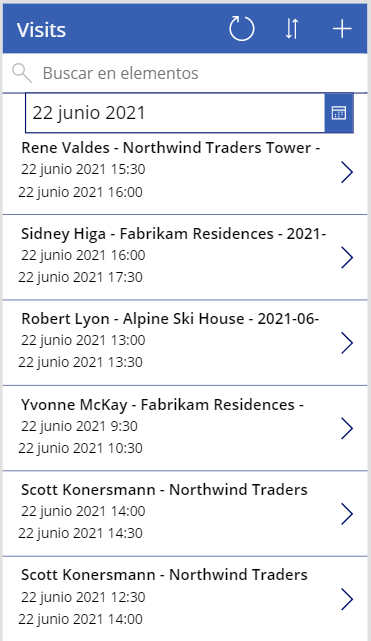 Visits
Buscar en elementos
22 junio 2021
Rene Valdes - Northwind Traders Tower -
22 junio 2021 15:30
22 junio 2021 16:00
Sidney Higa - Fabrikam Residences - 2021-
22 junio 2021 16:00
22 junio 2021 17:30
Robert Lyon - Alpine Ski House - 2021-06-
22 junio 2021 13:00
22 junio 2021 13:30
Yvonne McKay - Fabrikam Residences -
22 junio 2021 9:30
22 junio 2021 10:30
Scott Konersmann - Northwind Traders
22 junio 2021 14:00
22 junio 2021 14:30
Scott Konersmann - Northwind Traders
22 junio 2021 12:30
22 junio 2021 14:00